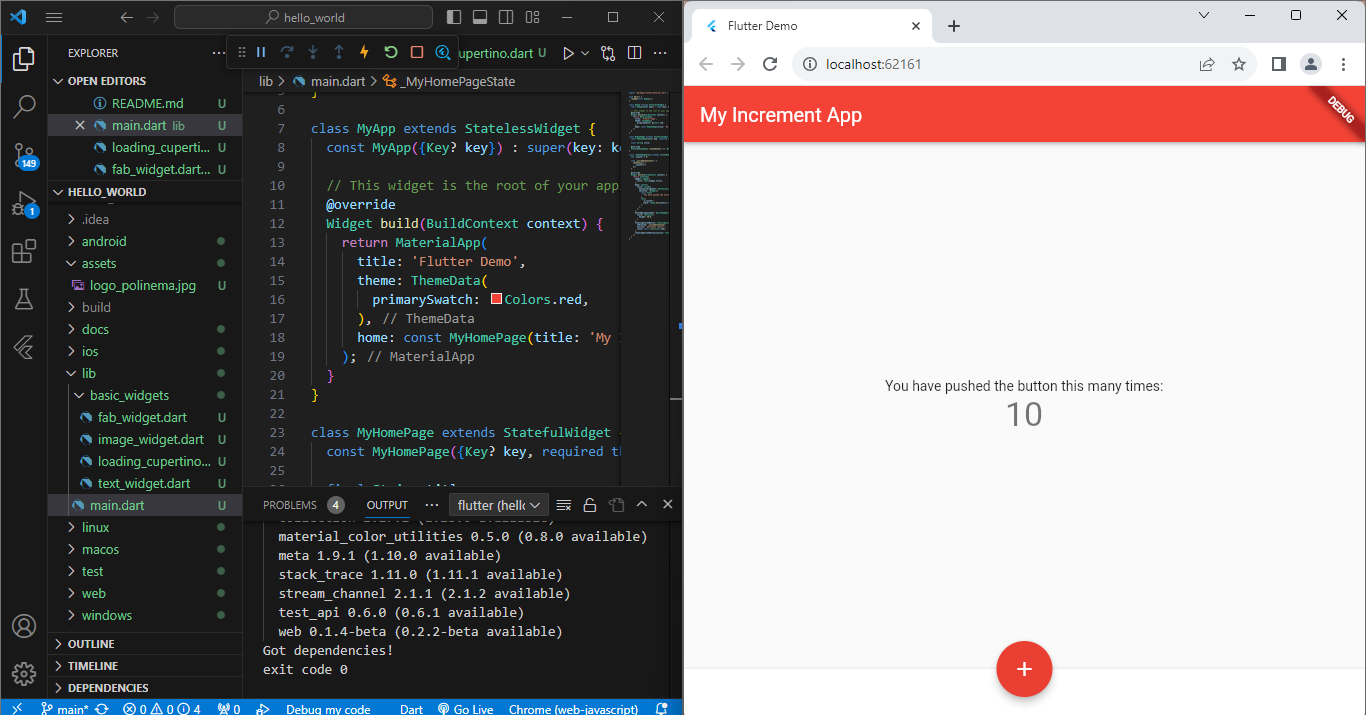 hello_world
EXPLORER
OPEN EDITORS
README.md U
main.dart lib U
loading_cuperti... U
fab_widget.dart... U
HELLO_WORLD
.idea
android
assets
logo_polinema.jpg U
build
docs
ios
lib
basic_widgets
fab_widget.dart U
image_widget.dart U
loading_cupertino... U
text_widget.dart U
main.dart U
linux
macos
test
web
windows
OUTLINE
TIMELINE
DEPENDENCIES
149
1
upertino.dart U
lib > main.dart > _MyHomePageState
6
7 class MyApp extends StatelessWidget {
8 const MyApp({Key? key}) : super(key: k
9
10 // This widget is the root of your app
11 @override
12 Widget build(BuildContext context) {
13 return MaterialApp(
14 title: 'Flutter Demo',
15 theme: ThemeData(
16 primarySwatch: Colors.red,
17 ), // ThemeData
18 home: const MyHomePage(title: 'My
19 ); // MaterialApp
20 }
21 }
22
23 class MyHomePage extends StatefulWidget
24 const MyHomePage({Key? key, required t
25
PROBLEMS 4 OUTPUT ... flutter (hell
material_color_utilities 0.5.0 (0.8.0 available)
meta 1.9.1 (1.10.0 available)
stack_trace 1.11.0 (1.11.1 available)
stream_channel 2.1.1 (2.1.2 available)
test_api 0.6.0 (0.6.1 available)
web 0.1.4-beta (0.2.2-beta available)
Got dependencies!
exit code 0
main* 0 0 4 0 Debug my code Dart Go Live Chrome (web-javascript)
Flutter Demo
localhost:62161
My Increment App
DEBUG
You have pushed the button this many times:
10
+